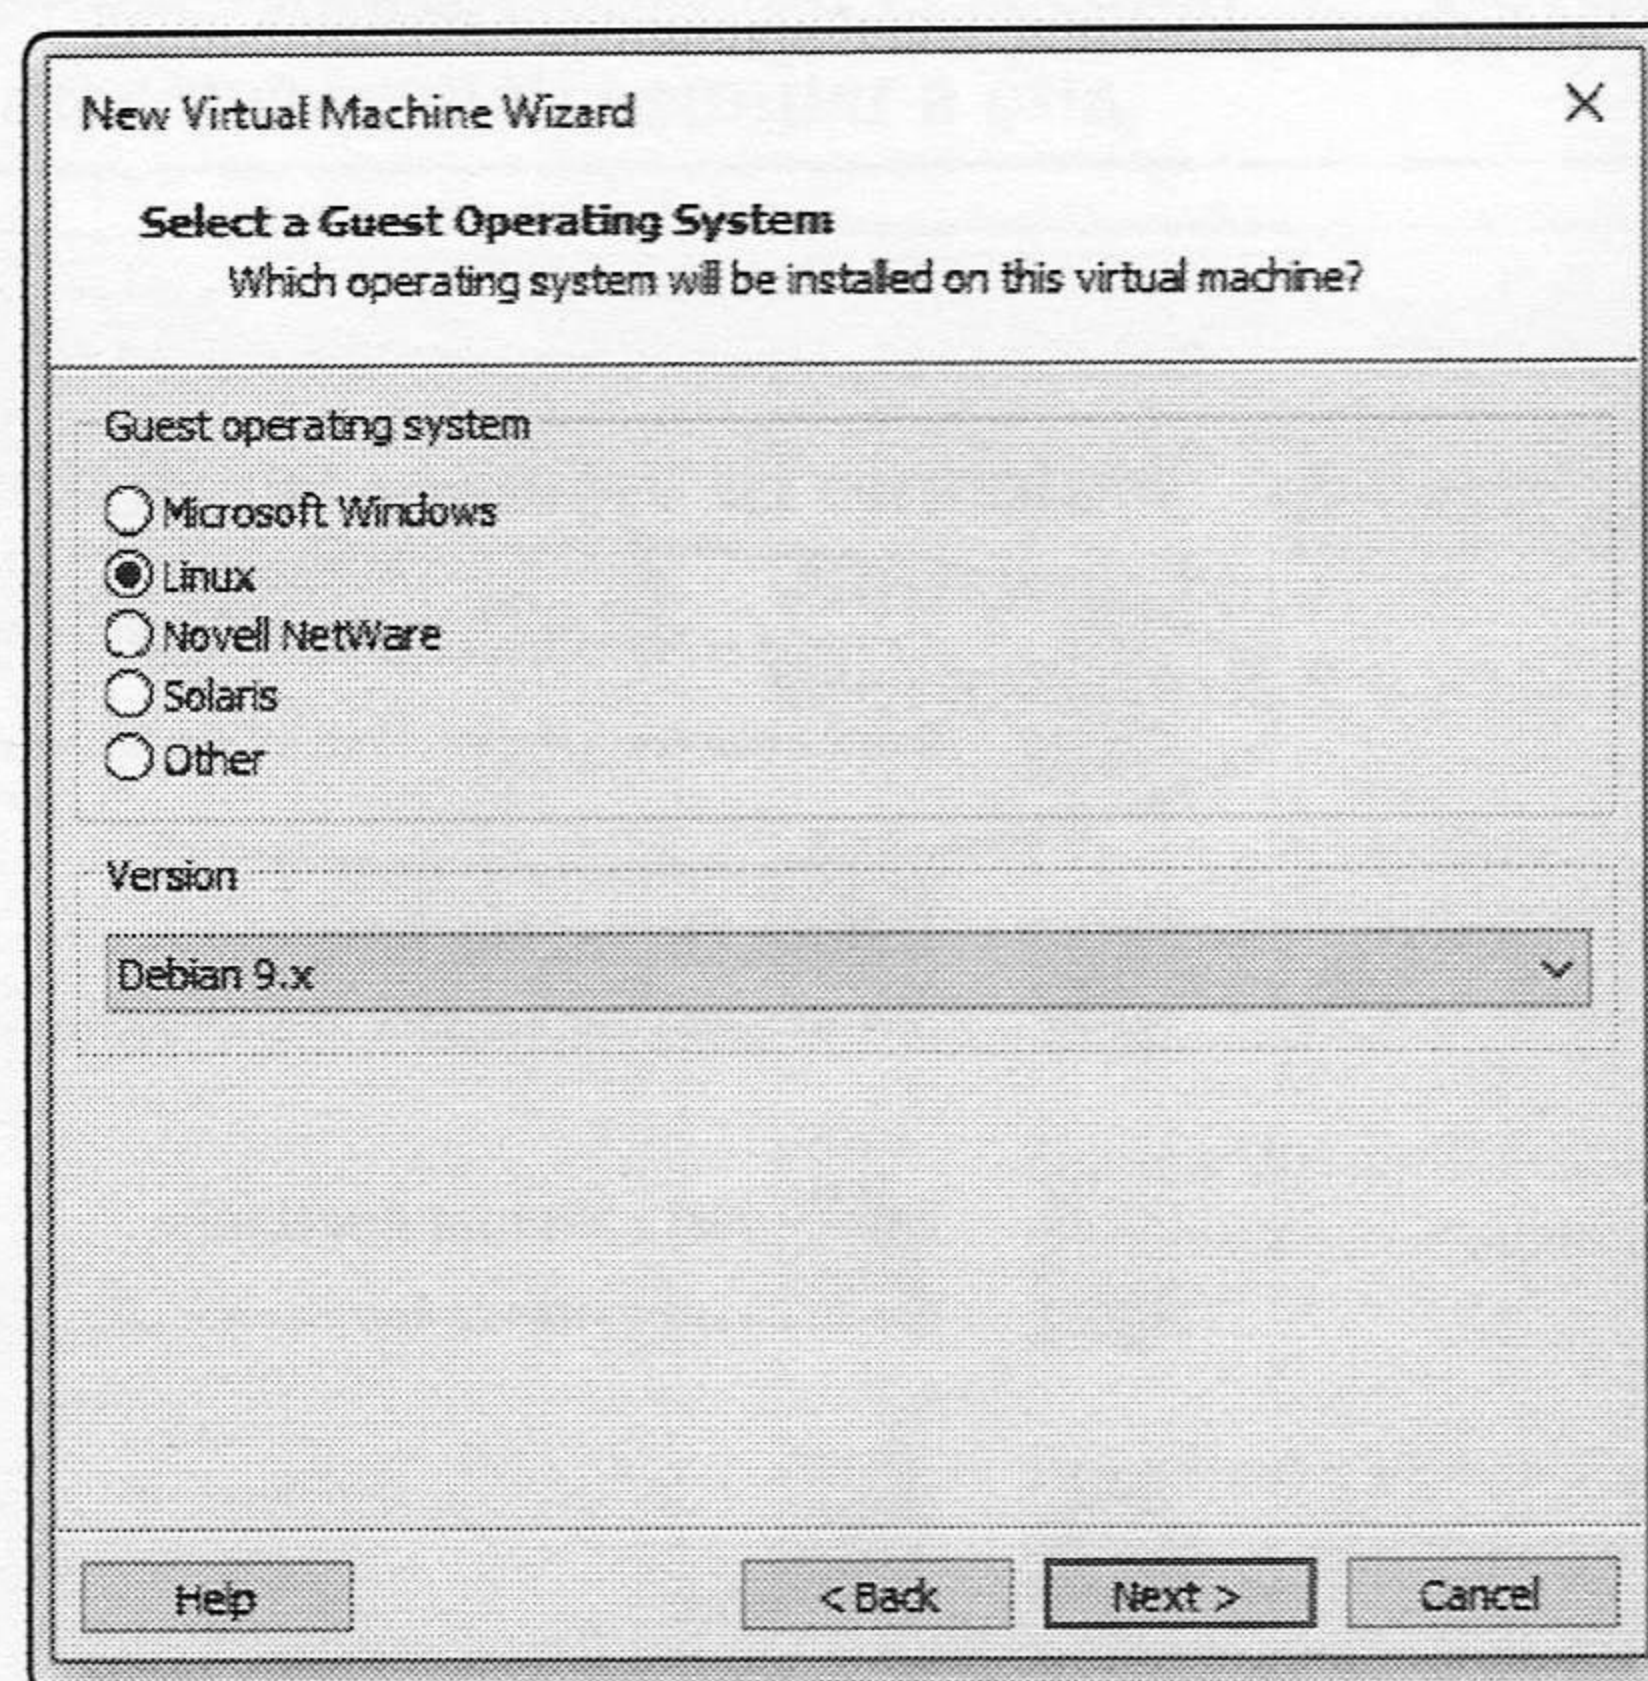 New Virtual Machine Wizard
Select a Guest Operating System
Which operating system will be installed on this virtual machine?
Guest operating system
Microsoft Windows
Linux
Novell NetWare
Solaris
Other
Version
Debian 9.x
Help
< Back
Next >
Cancel